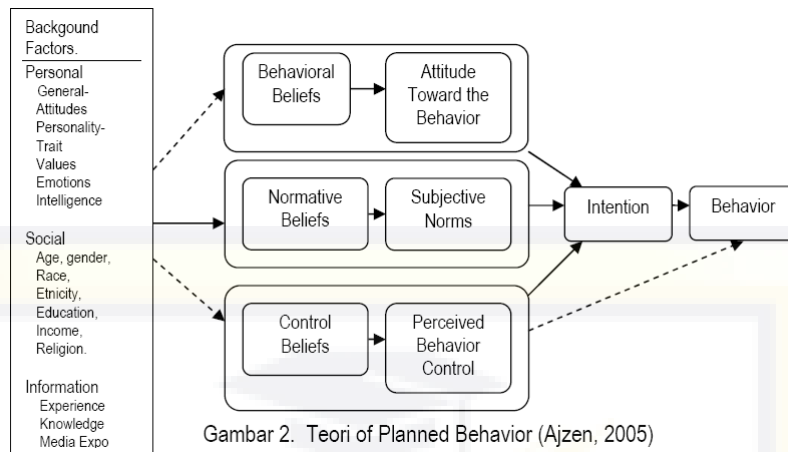 Backgound
Factors.
Personal
General-
Attitudes
Personality-
Trait
Values
Emotions
Intelligence
Social
Age, gender,
Race,
Etnicity,
Education,
Income,
Religion.
Information
Experience
Knowledge
Media Expo
Behavioral
Beliefs
Attitude
Toward the
Behavior
Normative
Beliefs
Subjective
Norms
Control
Beliefs
Perceived
Behavior
Control
Intention
Behavior
Gambar 2. Teori of Planned Behavior (Ajzen, 2005)